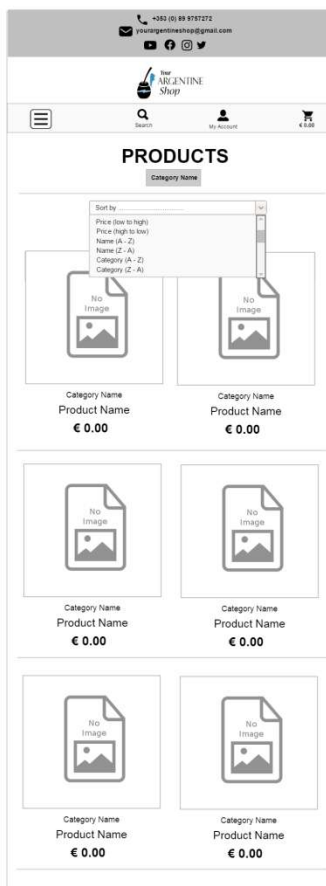 +353 (0) 89 9757272
yourargentineshop@gmail.com
Your
ARGENTINE
Shop
Search
My Account
€ 0.00
PRODUCTS
Category Name
Sort by ..............................
Price (low to high)
Price (high to low)
Name (A - Z)
Name (Z - A)
Category (A - Z)
Category (Z - A)
No
Image
No
Image
Category Name
Product Name
€ 0.00
Category Name
Product Name
€ 0.00
No
Image
No
Image
Category Name
Product Name
€ 0.00
Category Name
Product Name
€ 0.00
No
Image
No
Image
Category Name
Product Name
€ 0.00
Category Name
Product Name
€ 0.00